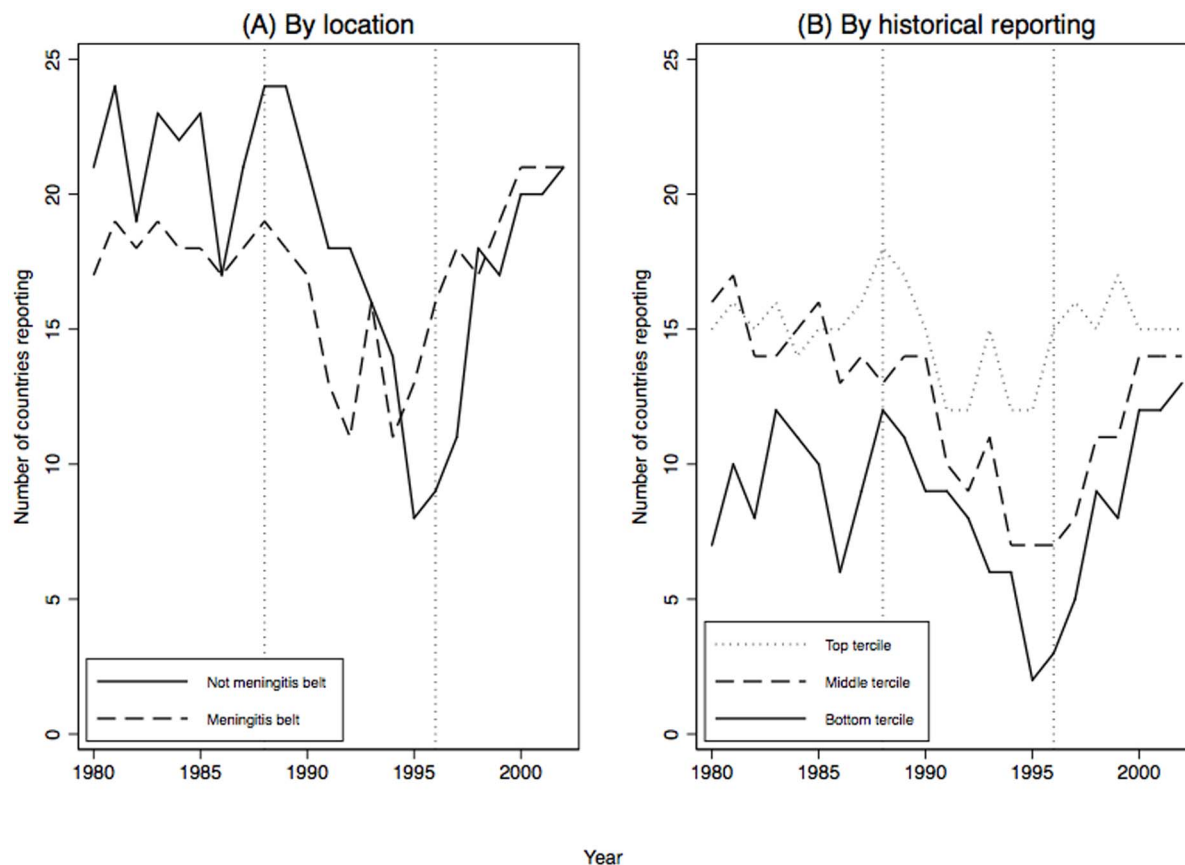 (A) By location
Number of countries reporting
25
20
15
10
5
0
Not meningitis belt
Meningitis belt
1980
1985
1990
1995
2000
(B) By historical reporting
Number of countries reporting
25
20
15
10
5
0
Top tercile
Middle tercile
Bottom tercile
1980
1985
1990
1995
2000
Year